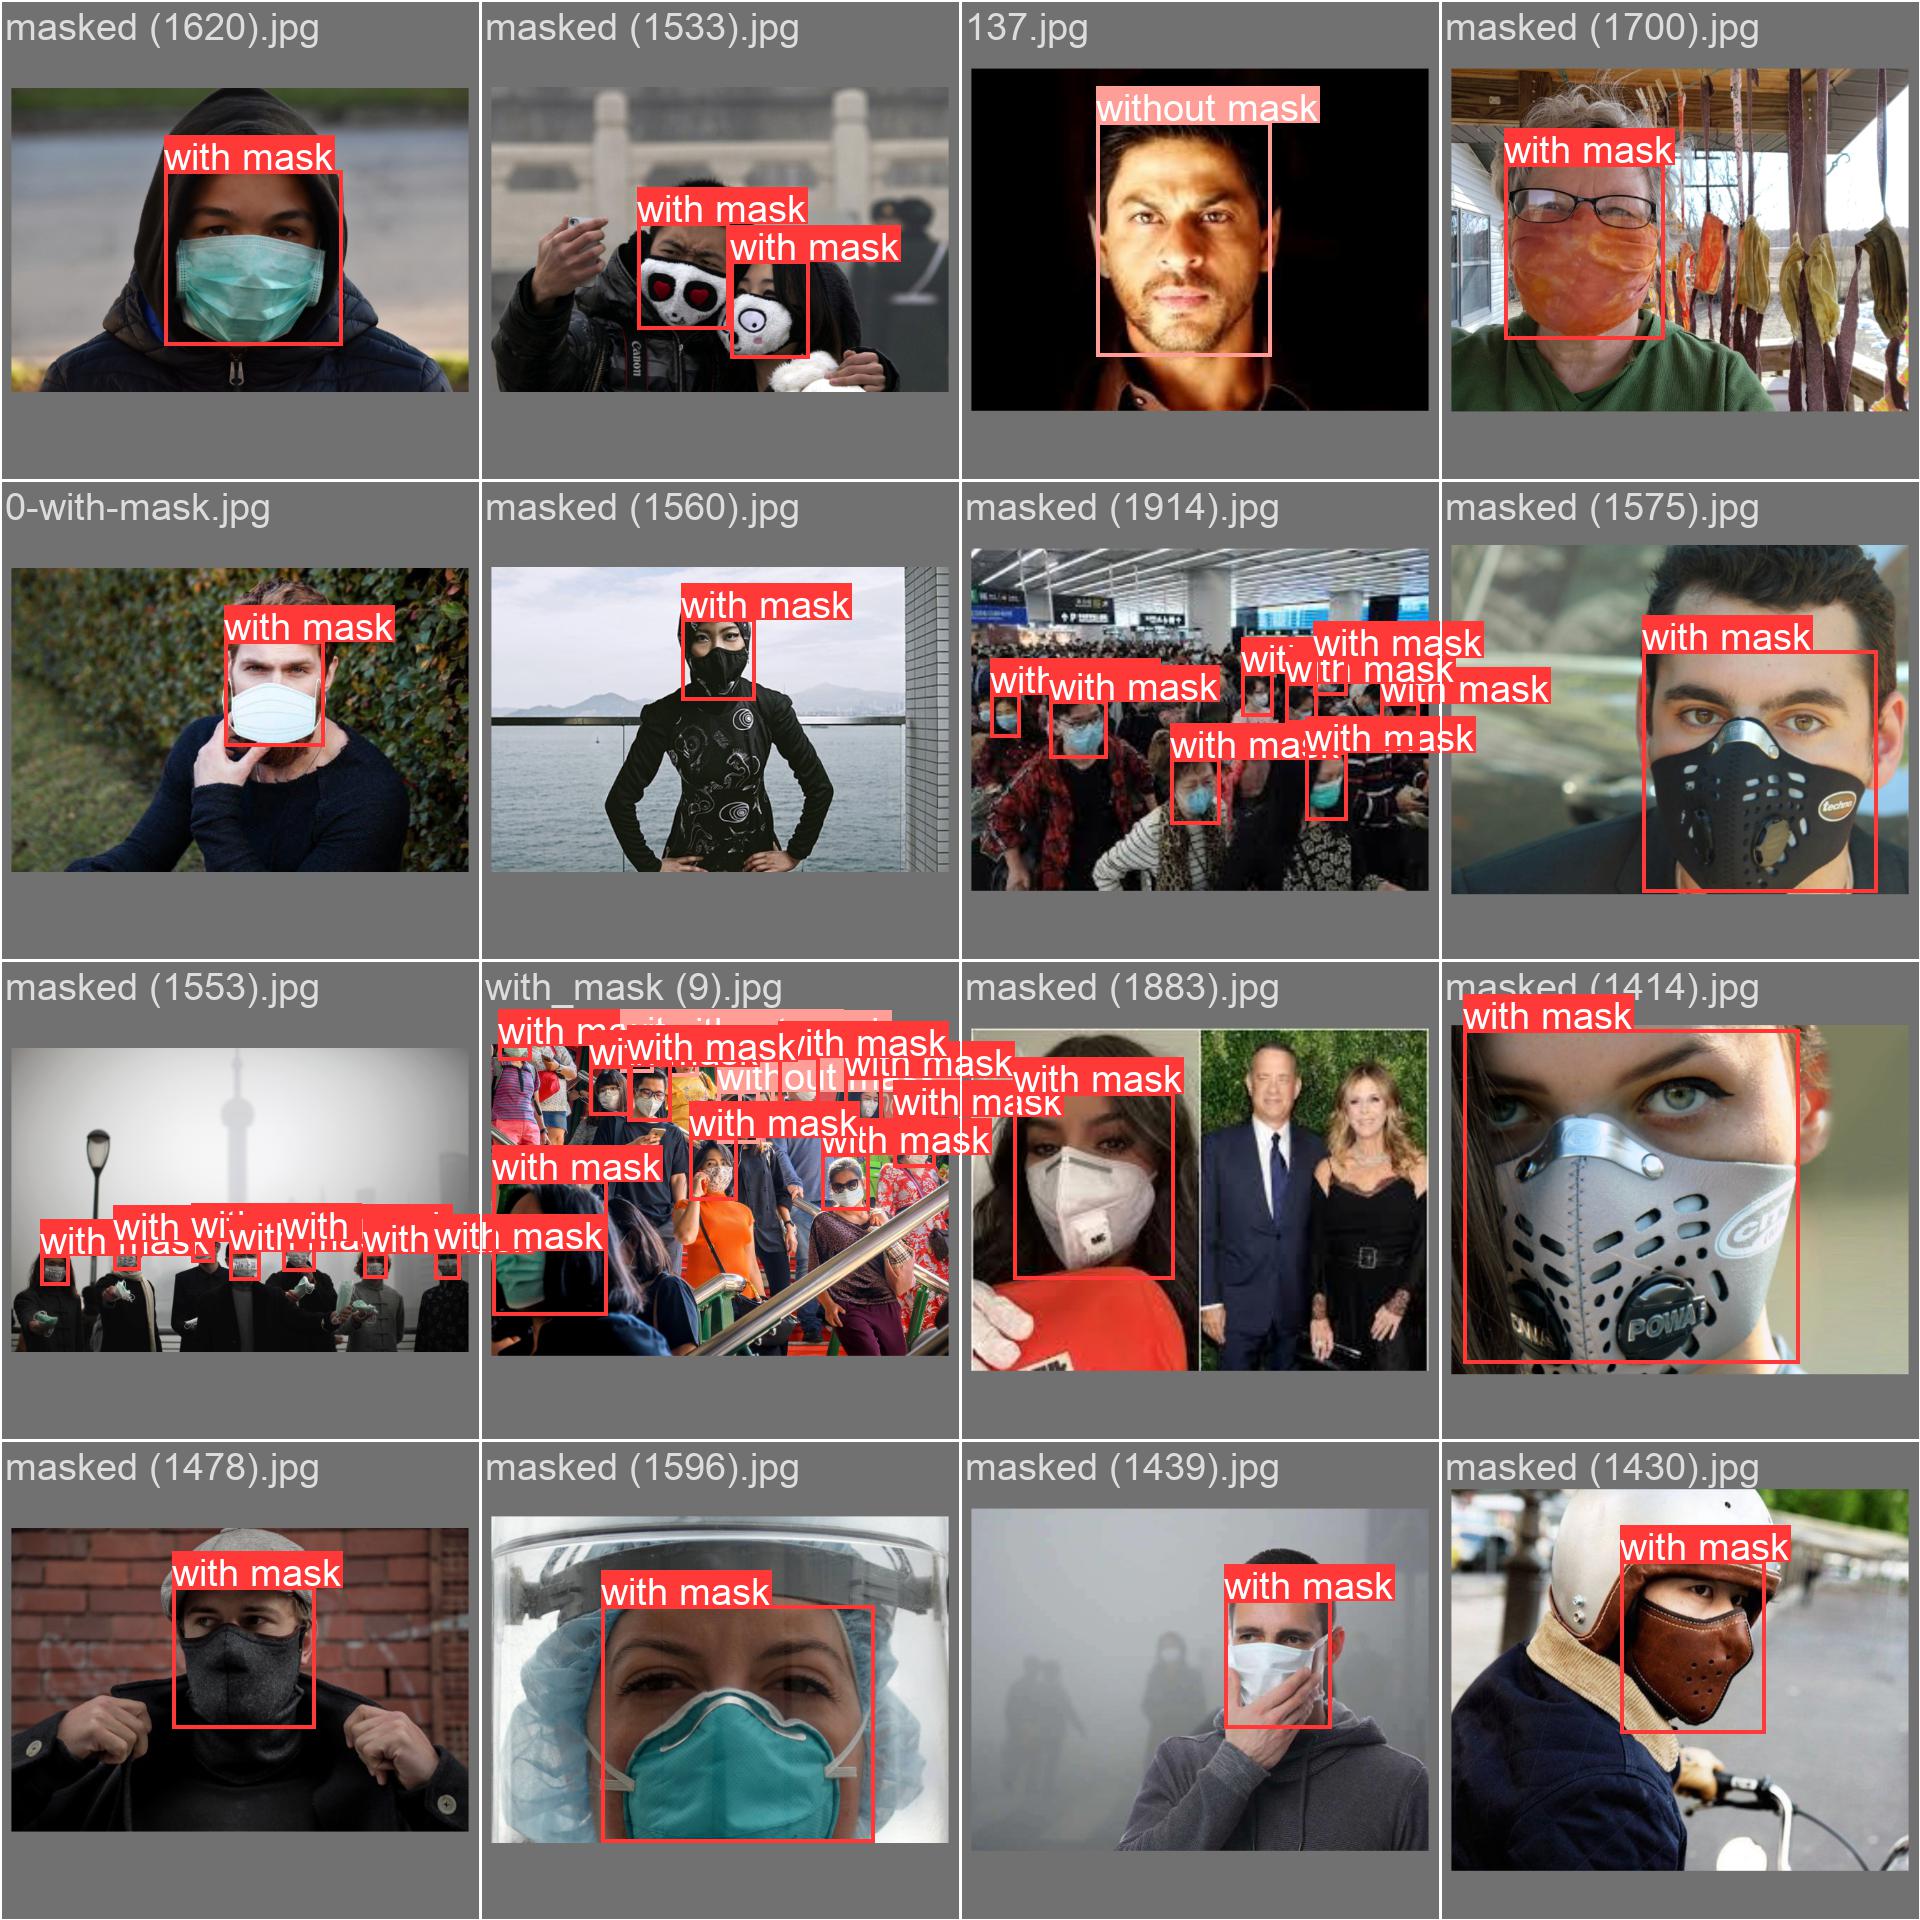 masked (1620).jpg
masked (1533).jpg
137.jpg
masked (1700).jpg
with mask
with mask
with mask
without mask
with mask
Canon
0-with-mask.jpg
masked (1560).jpg
masked (1914).jpg
masked (1575).jpg
with mask
with mask
with
with mask
with mask
with mask
with mask
with mask
with mask
with mask
techno
masked (1553).jpg
with_mask (9).jpg
masked (1883).jpg
masked (1414).jpg
with mask
with
with
with
with
with mask
with
with mask
with mask
with mask
without
with mask
with mask
with mask
with mask
with mask
with mask
with mask
with mask
POWA
masked (1478).jpg
masked (1596).jpg
masked (1439).jpg
masked (1430).jpg
with mask
with mask
with mask
with mask